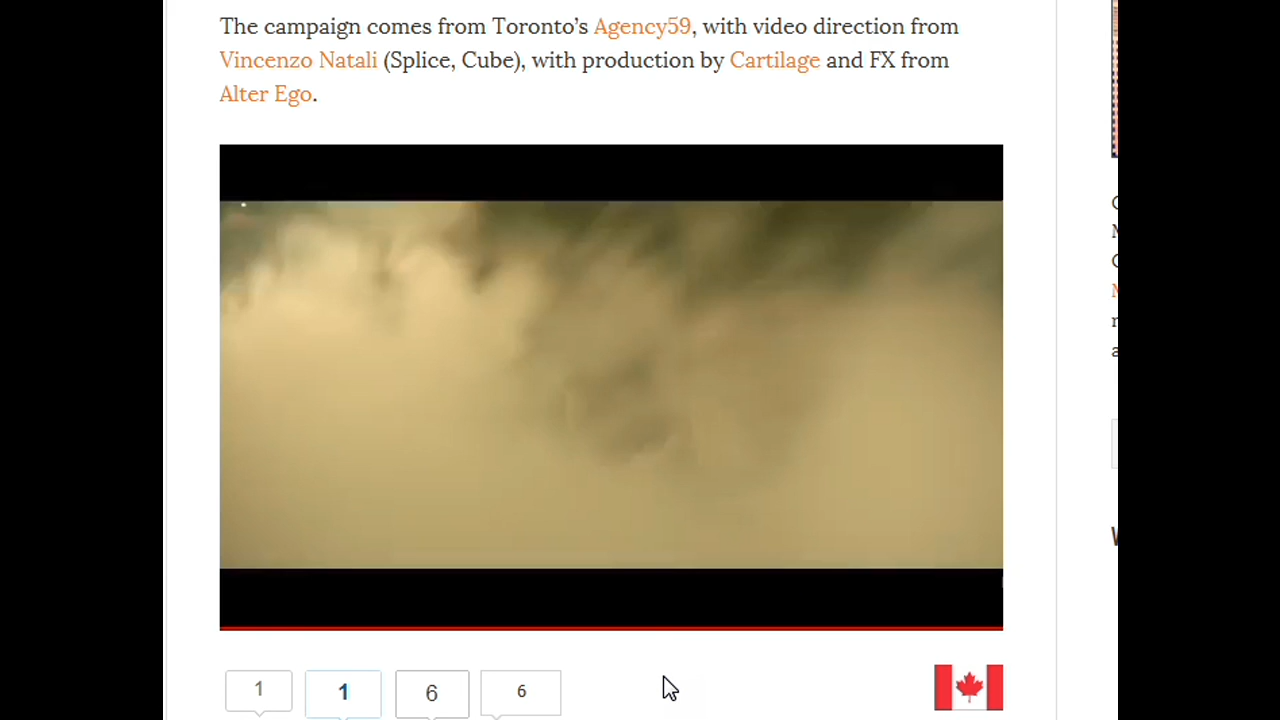 The campaign comes from Toronto’s Agency59, with video direction from
Vincenzo Natali (Splice, Cube), with production by Cartilage and FX from
Alter Ego.
1 1 6 6